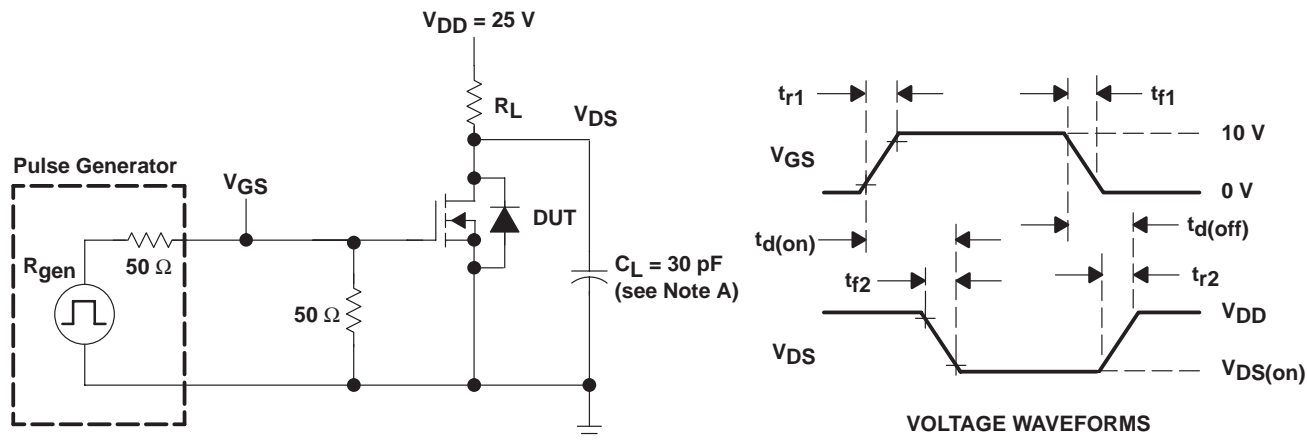 VDD = 25 V
RL
VDS
Pulse Generator
VGS
Rgen
50 Ω
50 Ω
DUT
CL = 30 pF
(see Note A)
tr1
tf1
10 V
VGS
0 V
td(on)
td(off)
tf2
tr2
VDD
VDS
VDS(on)
VOLTAGE WAVEFORMS